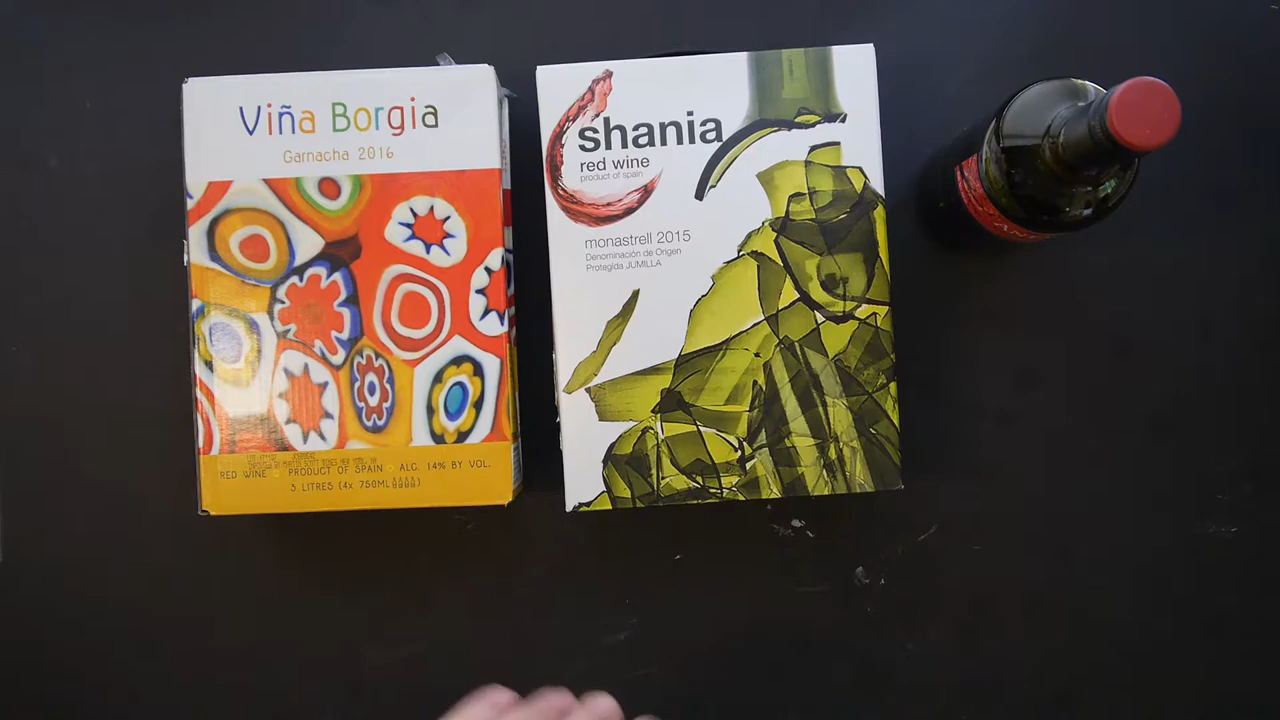 Viña Borgia
Garnacha 2016
RED WINE PRODUCT OF SPAIN ALC. 14% BY VOL.
3 LITRES (4x 750ML)
shania
red wine
product of spain
monastrell 2015
Denominación de Origen
Protegida JUMILLA